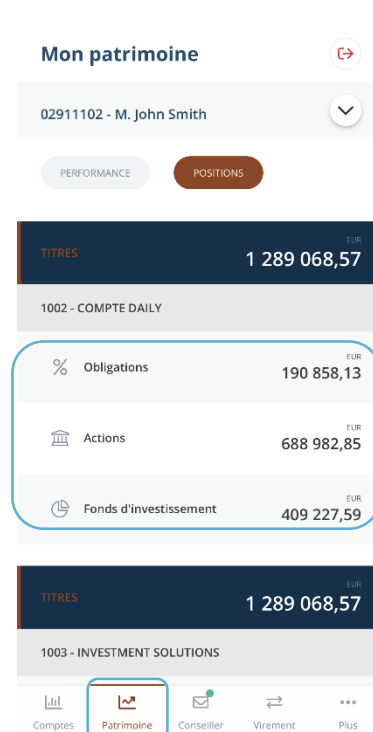 Mon patrimoine
02911102 - M. John Smith
PERFORMANCE POSITIONS
EUR
TITRES 1 289 068,57
1002 - COMPTE DAILY
EUR
Obligations 190 858,13
EUR
Actions 688 982,85
EUR
Fonds d'investissement 409 227,59
EUR
TITRES 1 289 068,57
1003 - INVESTMENT SOLUTIONS
Comptes Patrimoine Conseiller Virement Plus